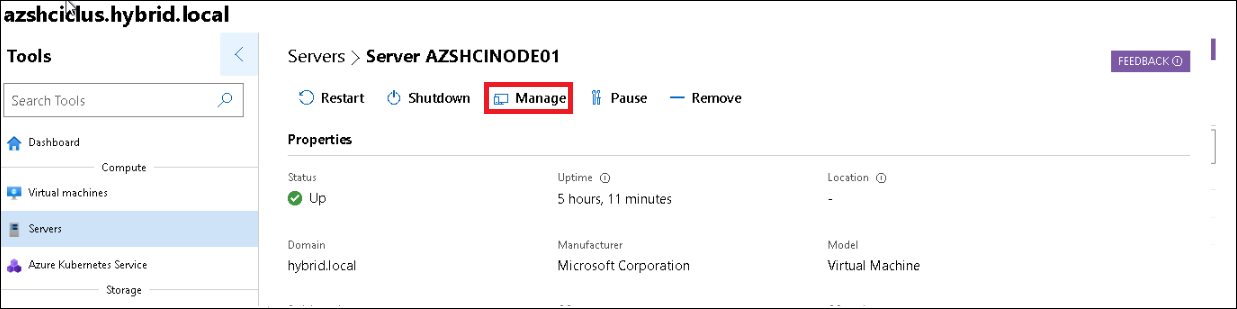 azshciclus.hybrid.local
Tools
Search Tools
Dashboard
Compute
Virtual machines
Servers
Azure Kubernetes Service
Storage
Servers > Server AZSHCINODE01
FEEDBACK
Restart Shutdown Manage Pause Remove
Properties
Status Uptime Location
Up 5 hours, 11 minutes -
Domain Manufacturer Model
hybrid.local Microsoft Corporation Virtual Machine